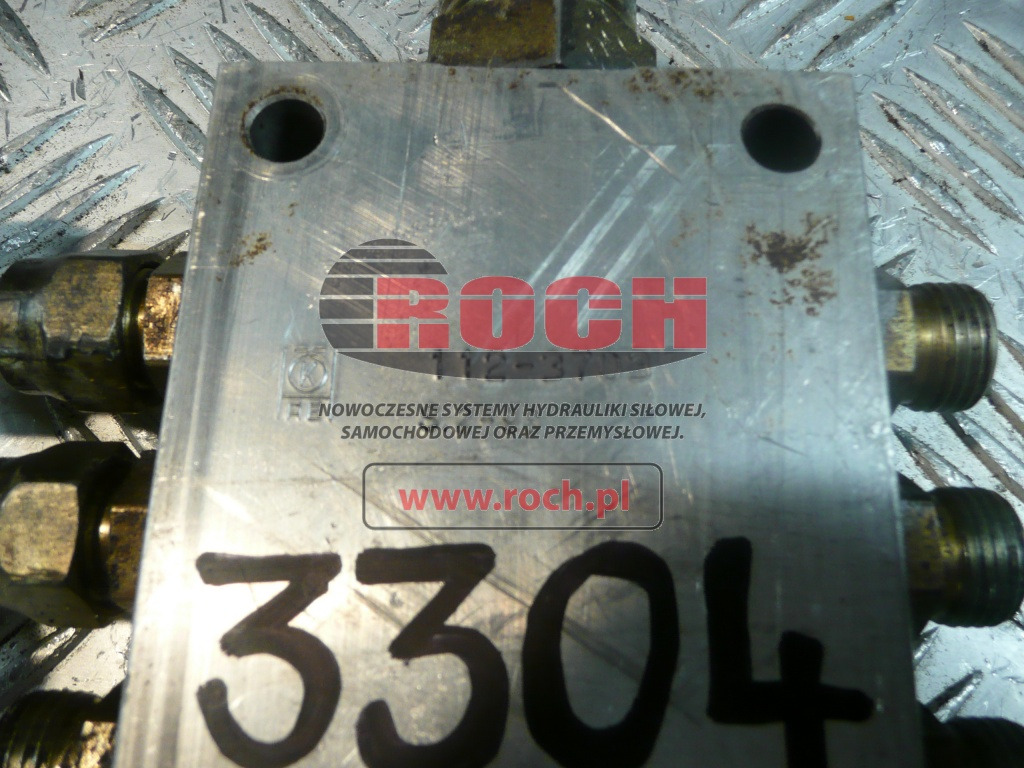 ROCH
NOWOCZESNE SYSTEMY HYDRAULIKI SIŁOWEJ,
SAMOCHODOWEJ ORAZ PRZEMYSŁOWEJ.
www.roch.pl
3304